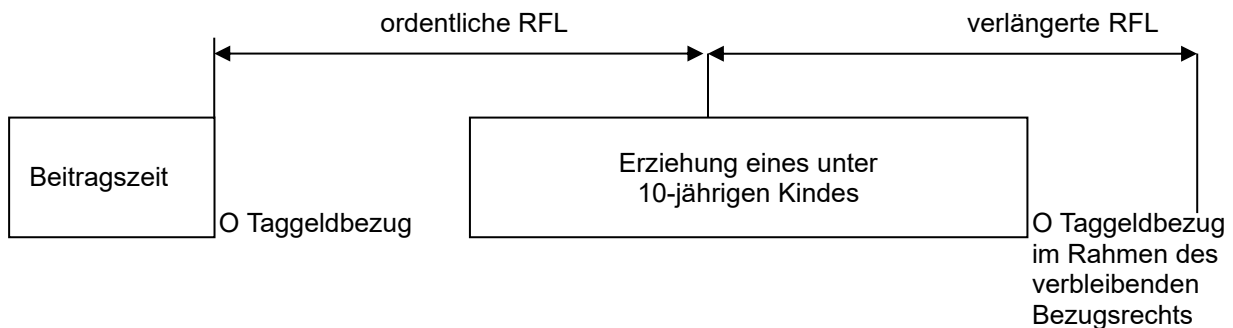 ordentliche RFL
verlängerte RFL
Beitragszeit
Erziehung eines unter
10-jährigen Kindes
O Taggeldbezug
O Taggeldbezug
im Rahmen des
verbleibenden
Bezugsrechts